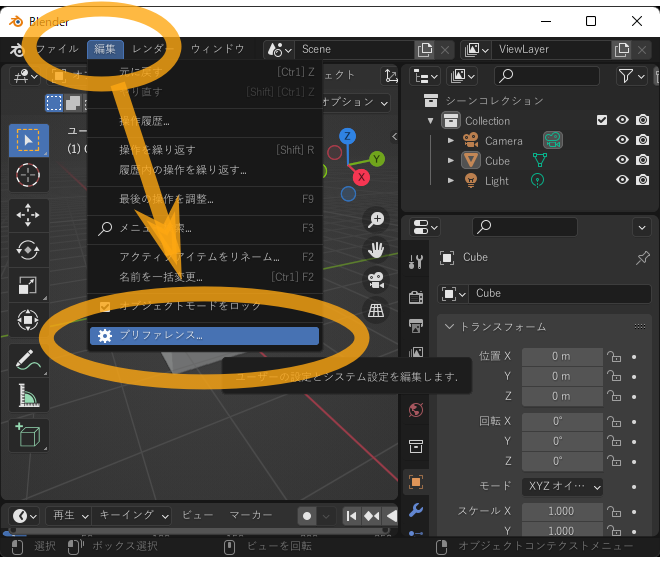 Blender
ファイル 編集 レンダー ウィンドウ Scene ViewLayer
元に戻す [Ctrl] Z
やり直す [Shift] [Ctrl] Z
操作履歴...
操作を繰り返す [Shift] R
履歴内の操作を繰り返す...
最後の操作を調整... F9
F3
アクティブアイテムをリネーム... F2
名前を一括変更... [Ctrl] F2
オブジェクトモードをロック
プリファレンス...
ユーザーの設定とシステム設定を編集します.
オプション
ユー
(1)
Z
Y
X
シーンコレクション
Collection
Camera
Cube
Light
Cube
Cube
トランスフォーム
位置 X 0 m
Y 0 m
Z 0 m
回転 X 0°
Y 0°
Z 0°
モード XYZ オイ…
スケール X 1.000
Y 1.000
再生 キーイング ビュー マーカー
選択 ボックス選択 ビューを回転 オブジェクトコンテクストメニュー